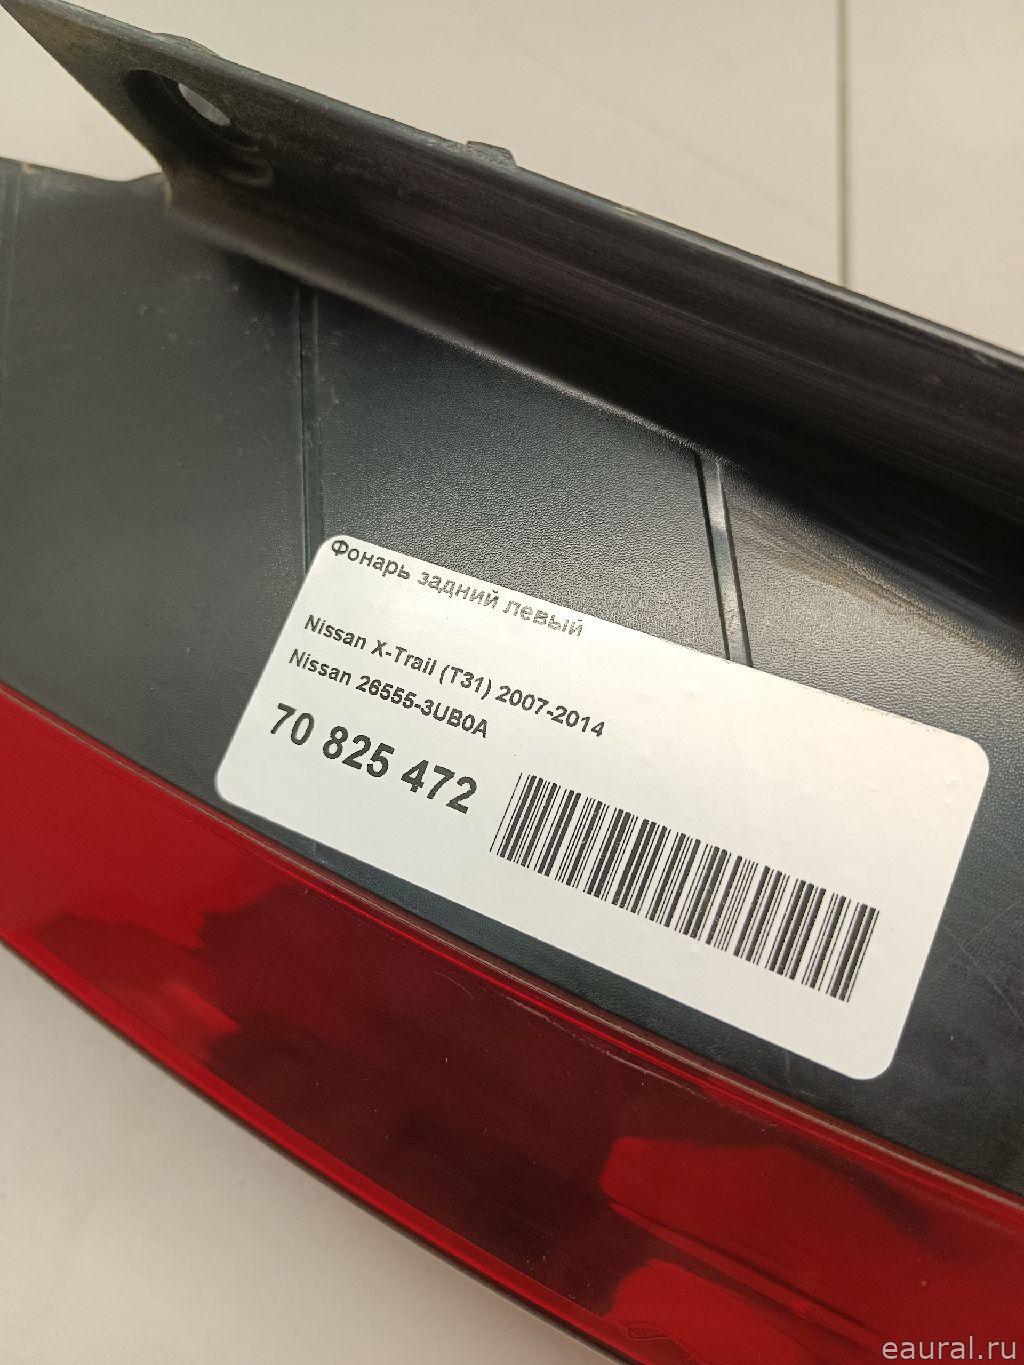 Фонарь задний левый
Nissan X-Trail (T31) 2007-2014
Nissan 26555-3UB0A
70 825 472
eaural.ru